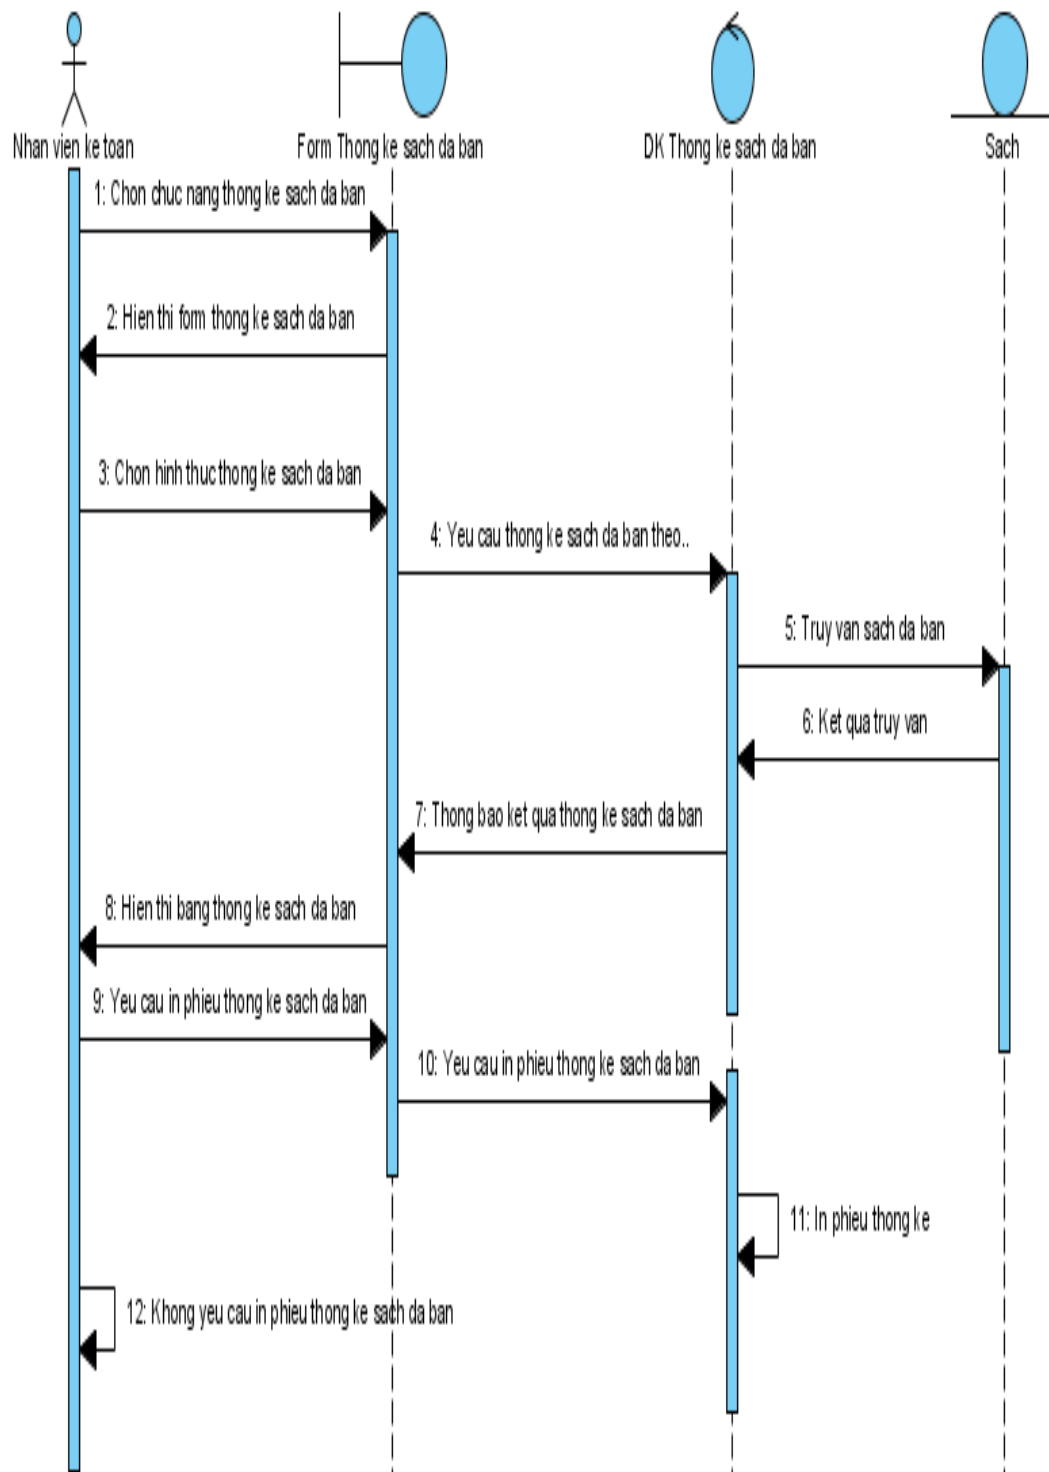 Nhan vien ke toan
Form Thong ke sach da ban
DK Thong ke sach da ban
Sach
1: Chon chuc nang thong ke sach da ban
2: Hien thi form thong ke sach da ban
3: Chon hinh thuc thong ke sach da ban
4: Yeu cau thong ke sach da ban theo..
5: Truy van sach da ban
6: Ket qua truy van
7: Thong bao ket qua thong ke sach da ban
8: Hien thi bang thong ke sach da ban
9: Yeu cau in phieu thong ke sach da ban
10: Yeu cau in phieu thong ke sach da ban
11: In phieu thong ke
12: Khong yeu cau in phieu thong ke sach da ban